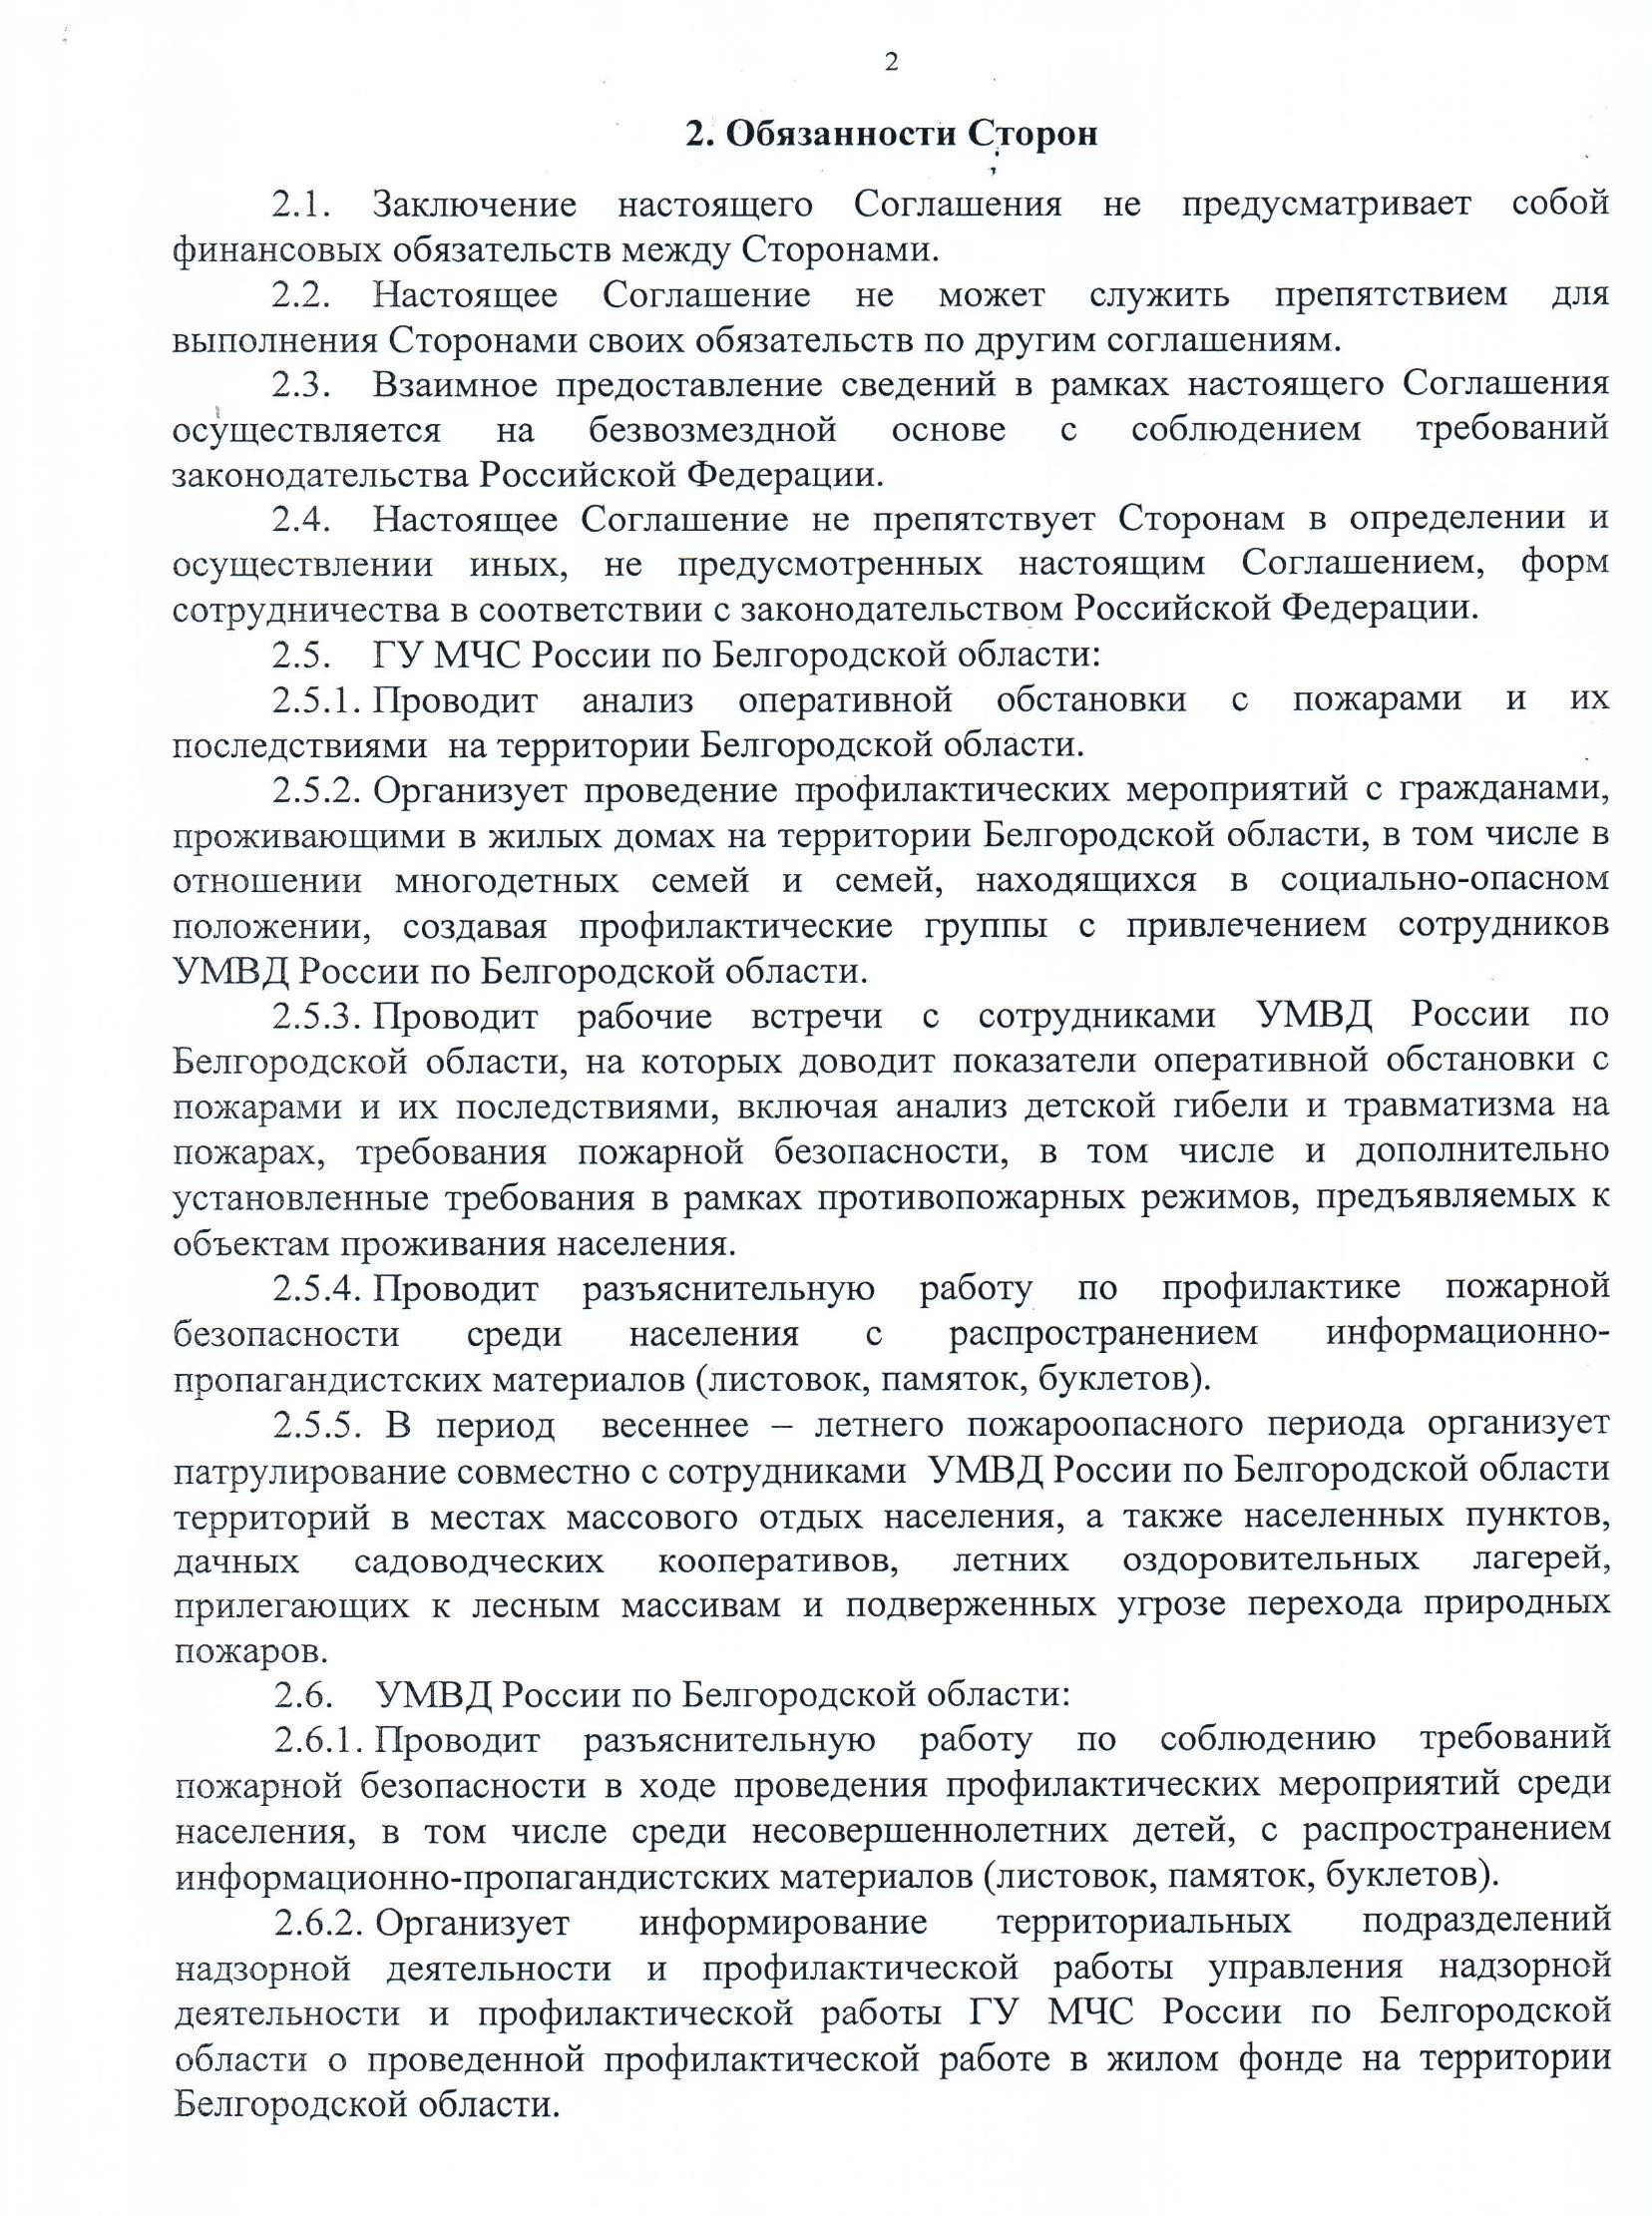 2
2. Обязанности Сторон
2.1. Заключение настоящего Соглашения не предусматривает собой
финансовых обязательств между Сторонами.
2.2. Настоящее Соглашение не может служить препятствием для
выполнения Сторонами своих обязательств по другим соглашениям.
2.3. Взаимное предоставление сведений в рамках настоящего Соглашения
осуществляется на безвозмездной основе с соблюдением требований
законодательства Российской Федерации.
2.4. Настоящее Соглашение не препятствует Сторонам в определении и
осуществлении иных, не предусмотренных настоящим Соглашением, форм
сотрудничества в соответствии с законодательством Российской Федерации.
2.5. ГУ МЧС России по Белгородской области:
2.5.1. Проводит анализ оперативной обстановки с пожарами и их
последствиями на территории Белгородской области.
2.5.2. Организует проведение профилактических мероприятий с гражданами,
проживающими в жилых домах на территории Белгородской области, в том числе в
отношении многодетных семей и семей, находящихся в социально-опасном
положении, создавая профилактические группы с привлечением сотрудников
УМВД России по Белгородской области.
2.5.3. Проводит рабочие встречи с сотрудниками УМВД России по
Белгородской области, на которых доводит показатели оперативной обстановки с
пожарами и их последствиями, включая анализ детской гибели и травматизма на
пожарах, требования пожарной безопасности, в том числе и дополнительно
установленные требования в рамках противопожарных режимов, предъявляемых к
объектам проживания населения.
2.5.4. Проводит разъяснительную работу по профилактике пожарной
безопасности среди населения с распространением информационно-
пропагандистских материалов (листовок, памяток, буклетов).
2.5.5. В период весеннее – летнего пожароопасного периода организует
патрулирование совместно с сотрудниками УМВД России по Белгородской области
территорий в местах массового отдых населения, а также населенных пунктов,
дачных садоводческих кооперативов, летних оздоровительных лагерей,
прилегающих к лесным массивам и подверженных угрозе перехода природных
пожаров.
2.6. УМВД России по Белгородской области:
2.6.1. Проводит разъяснительную работу по соблюдению требований
пожарной безопасности в ходе проведения профилактических мероприятий среди
населения, в том числе среди несовершеннолетних детей, с распространением
информационно-пропагандистских материалов (листовок, памяток, буклетов).
2.6.2. Организует информирование территориальных подразделений
надзорной деятельности и профилактической работы управления надзорной
деятельности и профилактической работы ГУ МЧС России по Белгородской
области о проведенной профилактической работе в жилом фонде на территории
Белгородской области.